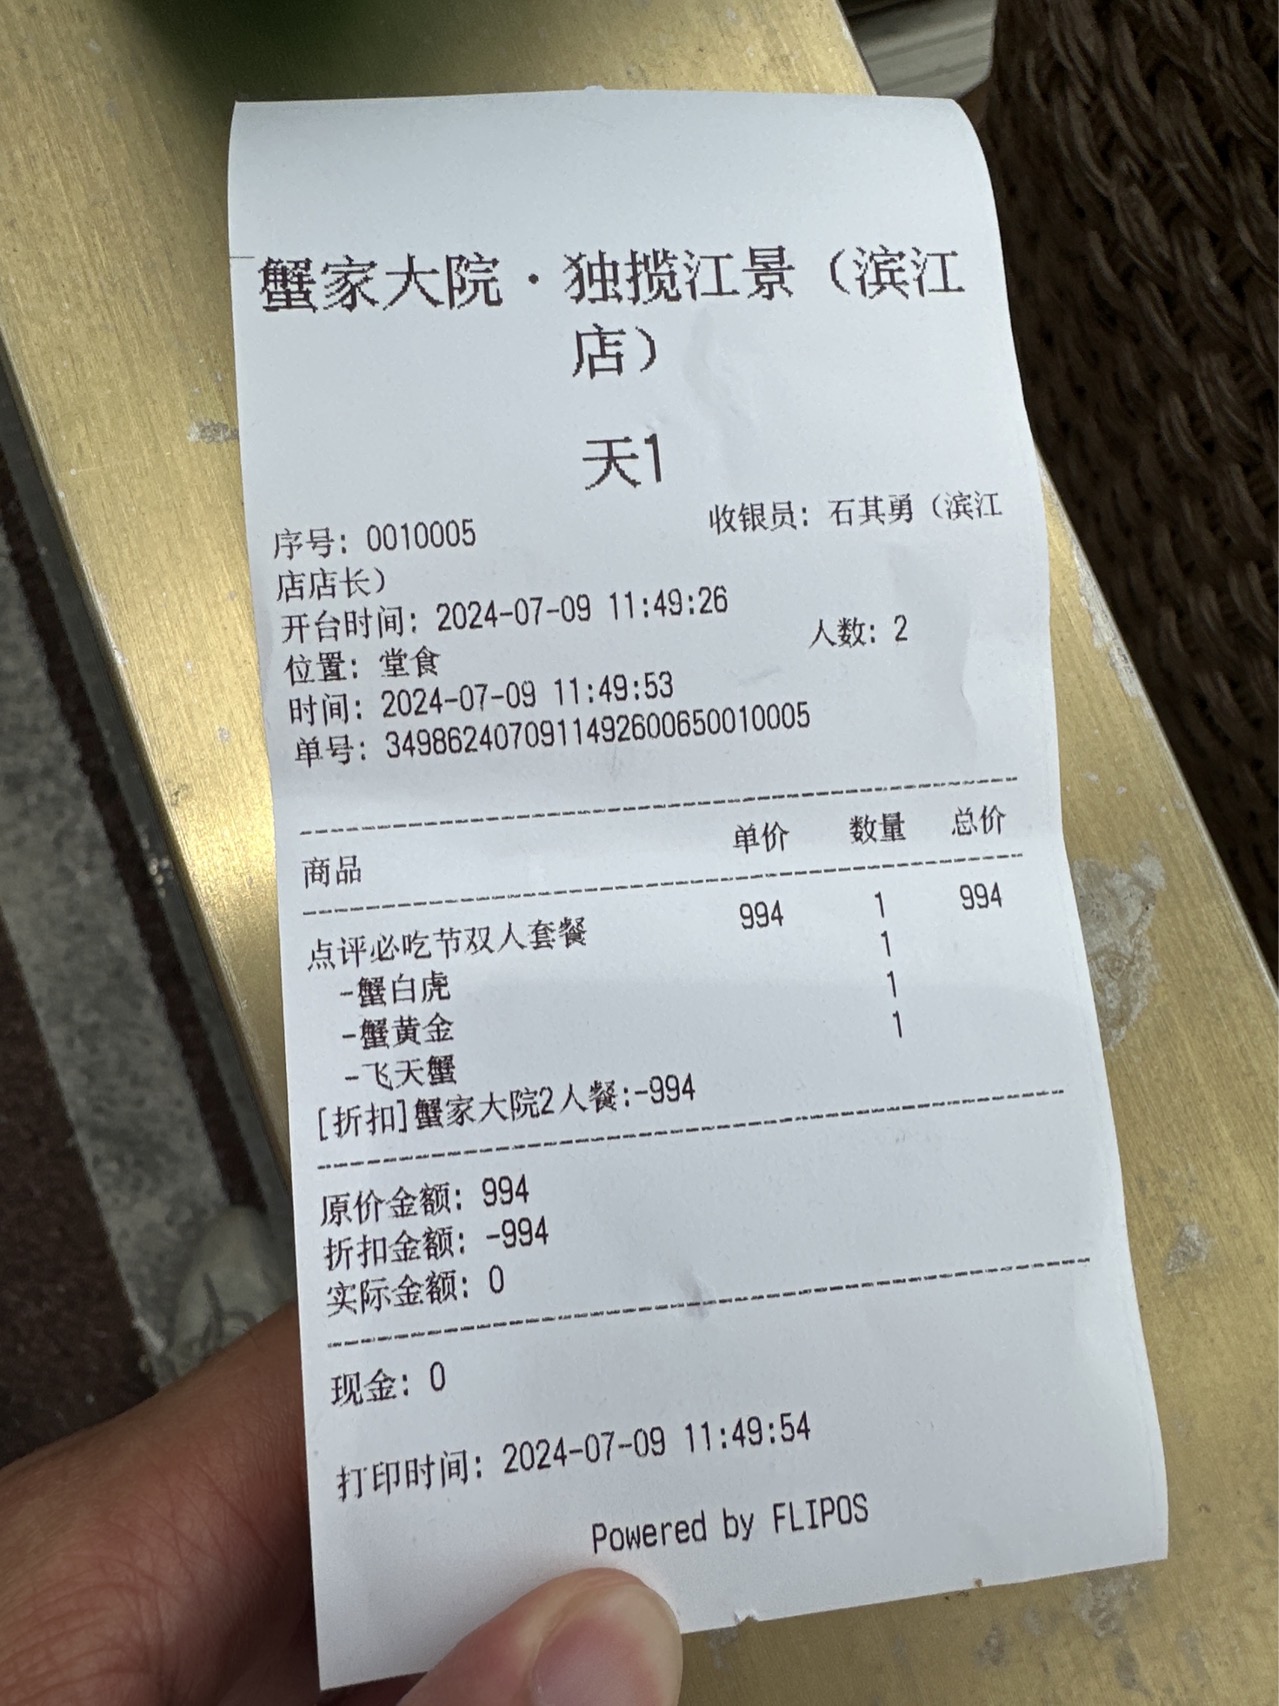 蟹家大院·独揽江景（滨江
店）
天1
序号: 0010005 收银员: 石其勇（滨江
店店长）
开台时间: 2024-07-09 11:49:26
位置: 堂食 人数: 2
时间: 2024-07-09 11:49:53
单号: 3498624070911492600650010005
商品 单价 数量 总价
点评必吃节双人套餐 994 1 994
-蟹白虎 1
-蟹黄金 1
-飞天蟹 1
[折扣]蟹家大院2人餐:-994
原价金额: 994
折扣金额: -994
实际金额: 0
现金: 0
打印时间: 2024-07-09 11:49:54
Powered by FLIPOS